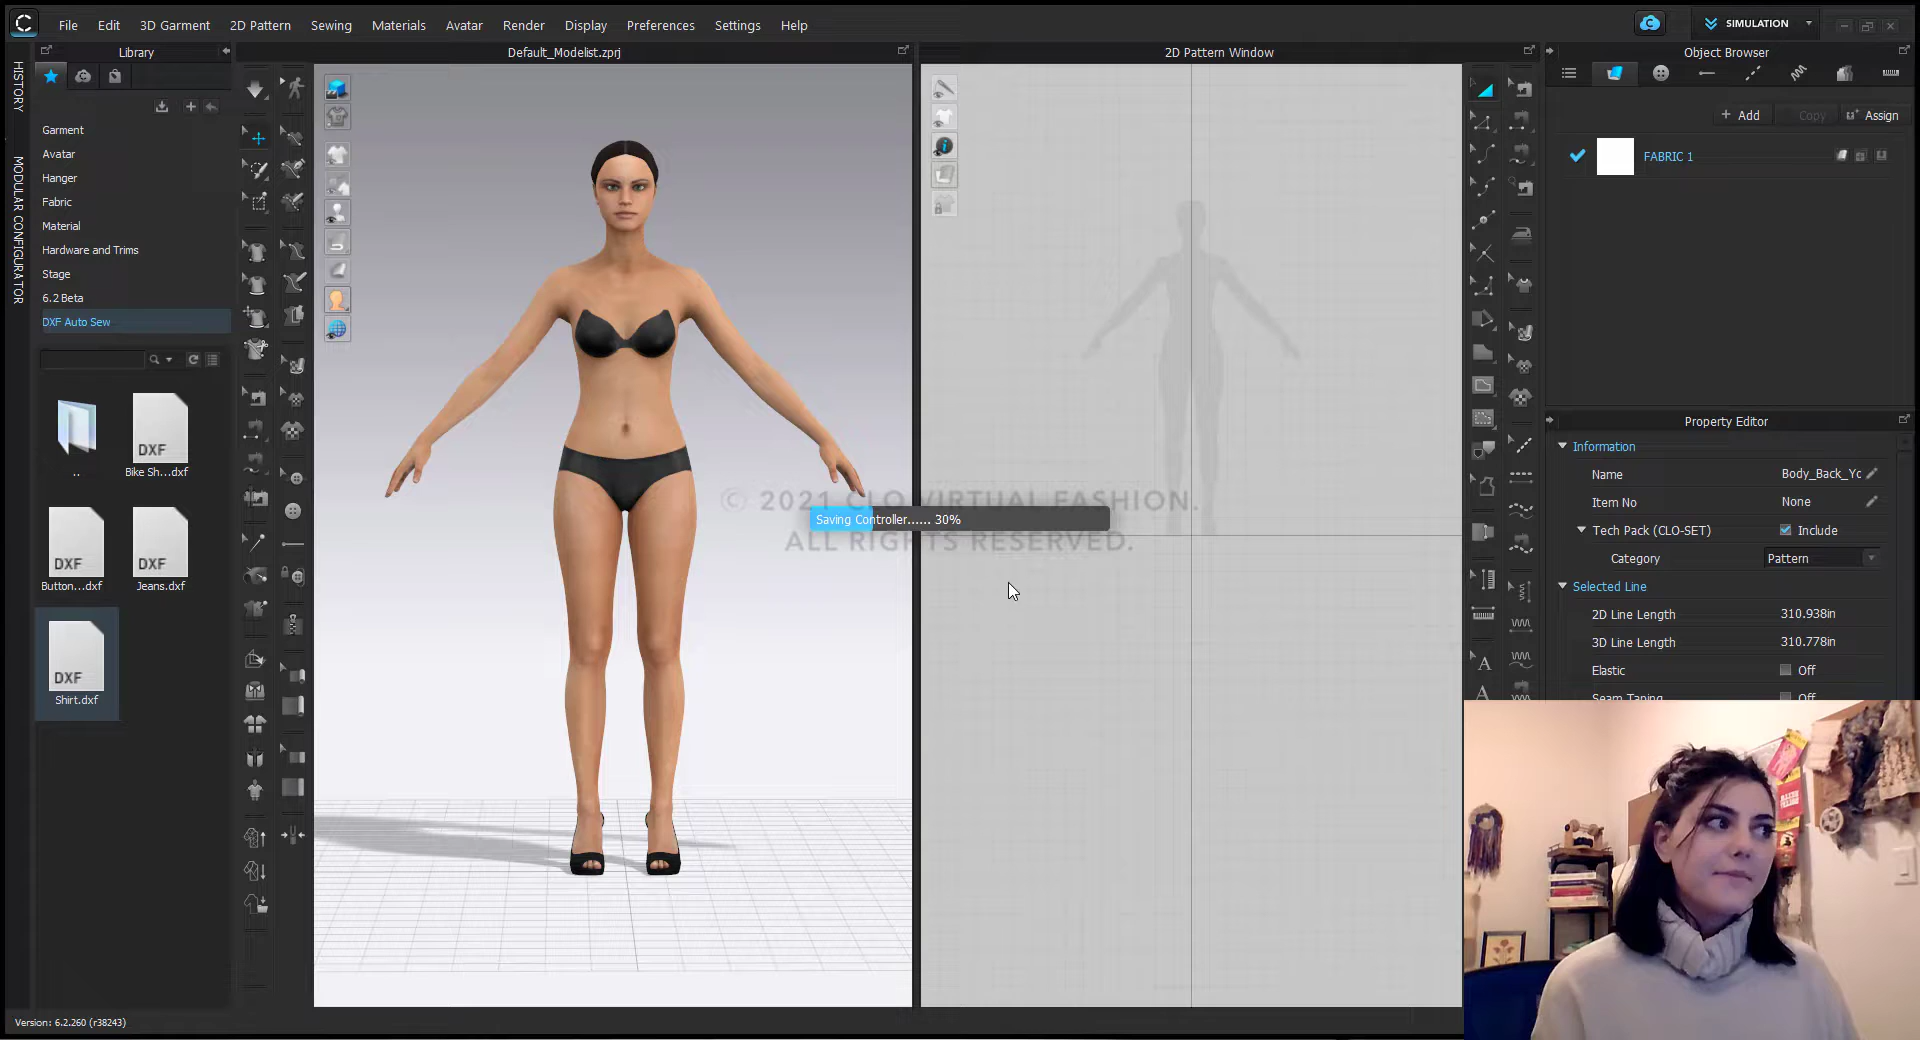 File Edit 3D Garment 2D Pattern Sewing Materials Avatar Render Display Preferences Settings Help
SIMULATION
HISTORY
MODULAR CONFIGURATOR
Library
Garment
Avatar
Hanger
Fabric
Material
Hardware and Trims
Stage
6.2 Beta
DXF Auto Sew
..
DXF
Bike Sh...dxf
DXF
Button...dxf
DXF
Jeans.dxf
DXF
Shirt.dxf
Version: 6.2.260 (r38243)
Default_Modelist.zprj
2D Pattern Window
© 2021 CLO VIRTUAL FASHION.
Saving Controller...... 30%
ALL RIGHTS RESERVED.
Object Browser
+ Add Copy Assign
FABRIC 1
Property Editor
Information
Name Body_Back_Yc
Item No None
Tech Pack (CLO-SET) Include
Category Pattern
Selected Line
2D Line Length 310.938in
3D Line Length 310.778in
Elastic Off
Seam Taping Off